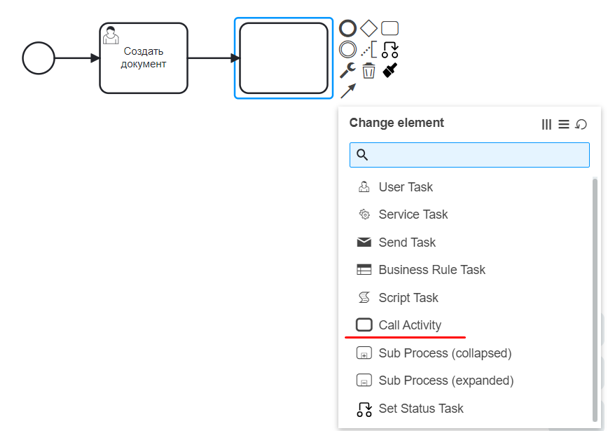 Создать
документ
Change element
User Task
Service Task
Send Task
Business Rule Task
Script Task
Call Activity
Sub Process (collapsed)
Sub Process (expanded)
Set Status Task